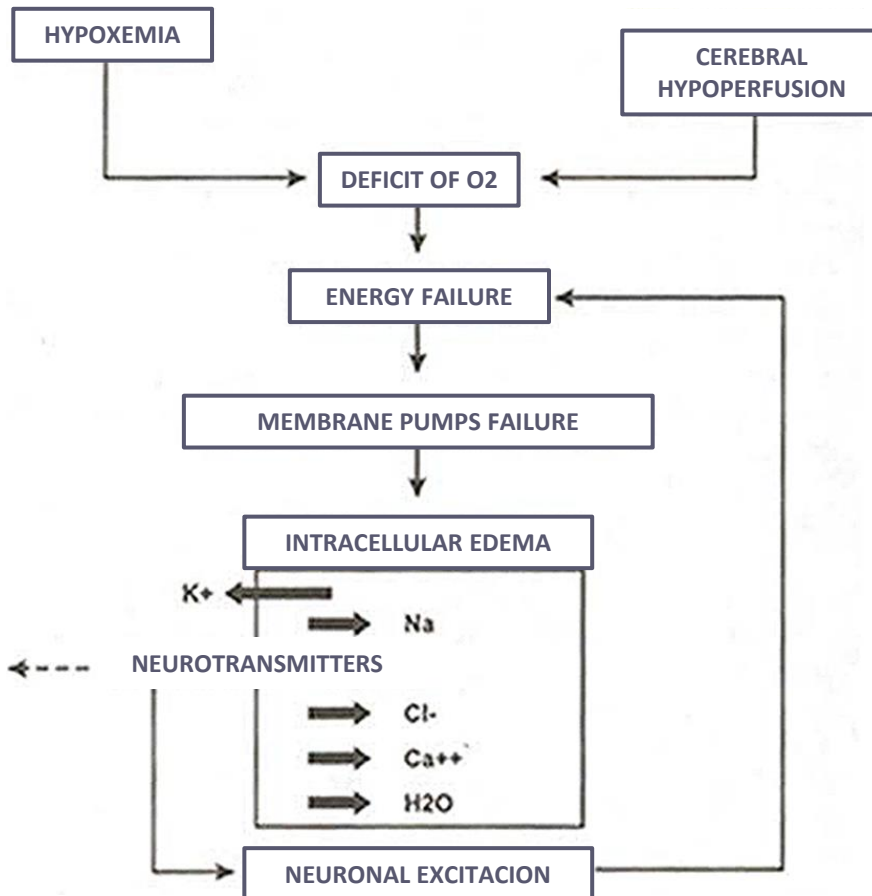 HYPOXEMIA
CEREBRAL
HYPOPERFUSION
DEFICIT OF O2
ENERGY FAILURE
MEMBRANE PUMPS FAILURE
INTRACELLULAR EDEMA
K+
Na
NEUROTRANSMITTERS
Cl-
Ca++
H2O
NEURONAL EXCITACION